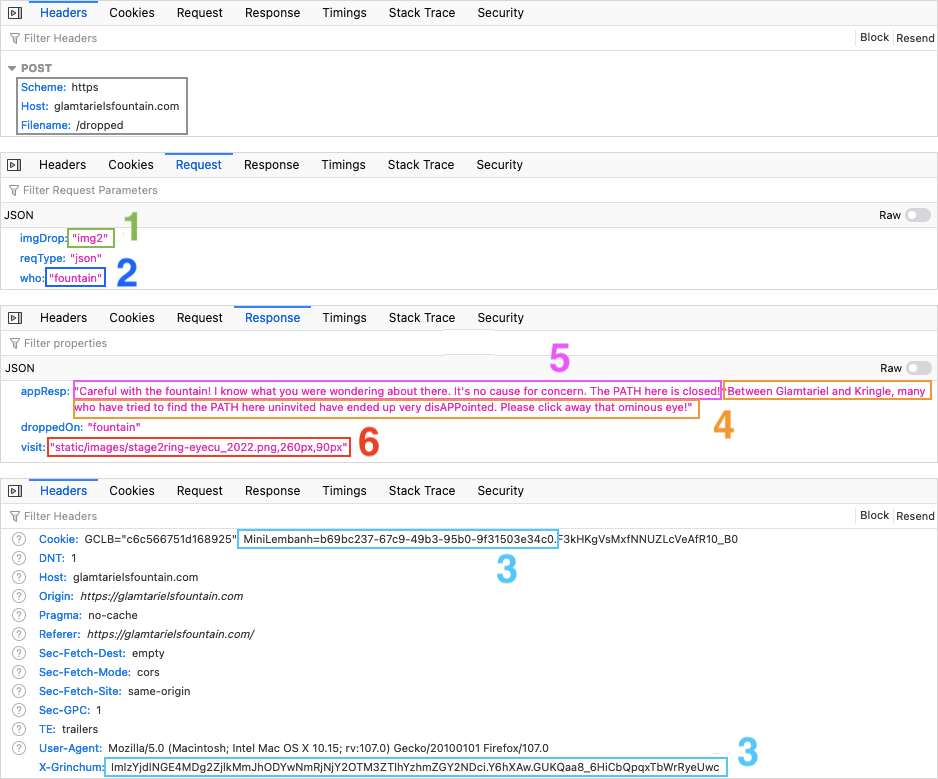 Headers Cookies Request Response Timings Stack Trace Security
Filter Headers Block Resend
POST
Scheme: https
Host: glamtarielsfountain.com
Filename: /dropped
Headers Cookies Request Response Timings Stack Trace Security
Filter Request Parameters
JSON Raw
1
imgDrop: "img2"
reqType: "json"
who: "fountain" 2
Headers Cookies Request Response Timings Stack Trace Security
Filter properties
5
JSON Raw
appResp: "Careful with the fountain! I know what you were wondering about there. It's no cause for concern. The PATH here is closed! Between Glamtariel and Kringle, many
who have tried to find the PATH here uninvited have ended up very disAPPointed. Please click away that ominous eye!"
4
droppedOn: "fountain"
visit: "static/images/stage2ring-eyecu_2022.png,260px,90px" 6
Headers Cookies Request Response Timings Stack Trace Security
Filter Headers Block Resend
? Cookie: GCLB="c6c566751d168925" MiniLembanh=b69bc237-67c9-49b3-95b0-9f31503e34c0.F3kHKgVsMxfNNUZLcVeAfR10_B0
? DNT: 1
3
? Host: glamtarielsfountain.com
? Origin: https://glamtarielsfountain.com
? Pragma: no-cache
? Referer: https://glamtarielsfountain.com/
? Sec-Fetch-Dest: empty
? Sec-Fetch-Mode: cors
? Sec-Fetch-Site: same-origin
? Sec-GPC: 1
? TE: trailers
? User-Agent: Mozilla/5.0 (Macintosh; Intel Mac OS X 10.15; rv:107.0) Gecko/20100101 Firefox/107.0
3
X-Grinchum: ImIzYjdlNGE4MDg2ZjlkMmJhODYwNmRjNjY2OTM3ZTlhYzhmZGY2NDci.Y6hXAw.GUKQaa8_6HiCbQpqxTbWrRyeUwc